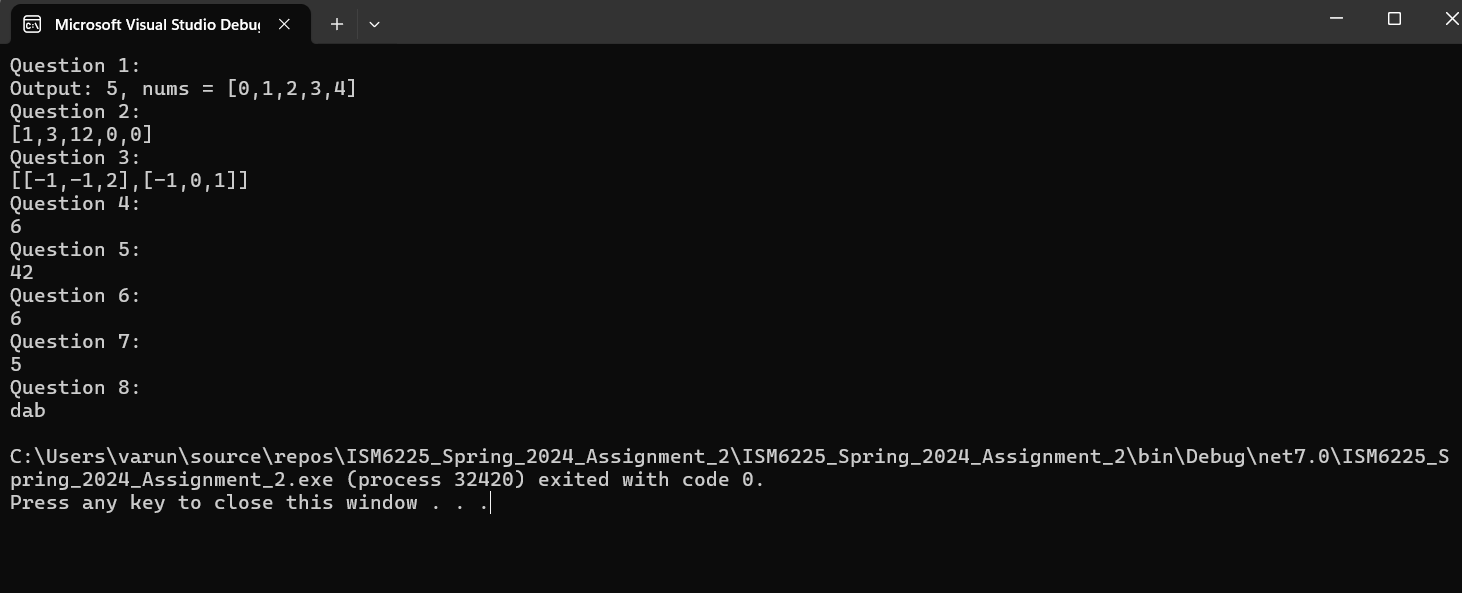 Microsoft Visual Studio Debu
Question 1:
Output: 5, nums = [0,1,2,3,4]
Question 2:
[1,3,12,0,0]
Question 3:
[[-1,-1,2],[-1,0,1]]
Question 4:
6
Question 5:
42
Question 6:
6
Question 7:
5
Question 8:
dab
C:\Users\varun\source\repos\ISM6225_Spring_2024_Assignment_2\ISM6225_Spring_2024_Assignment_2\bin\Debug\net7.0\ISM6225_S
pring_2024_Assignment_2.exe (process 32420) exited with code 0.
Press any key to close this window . . .